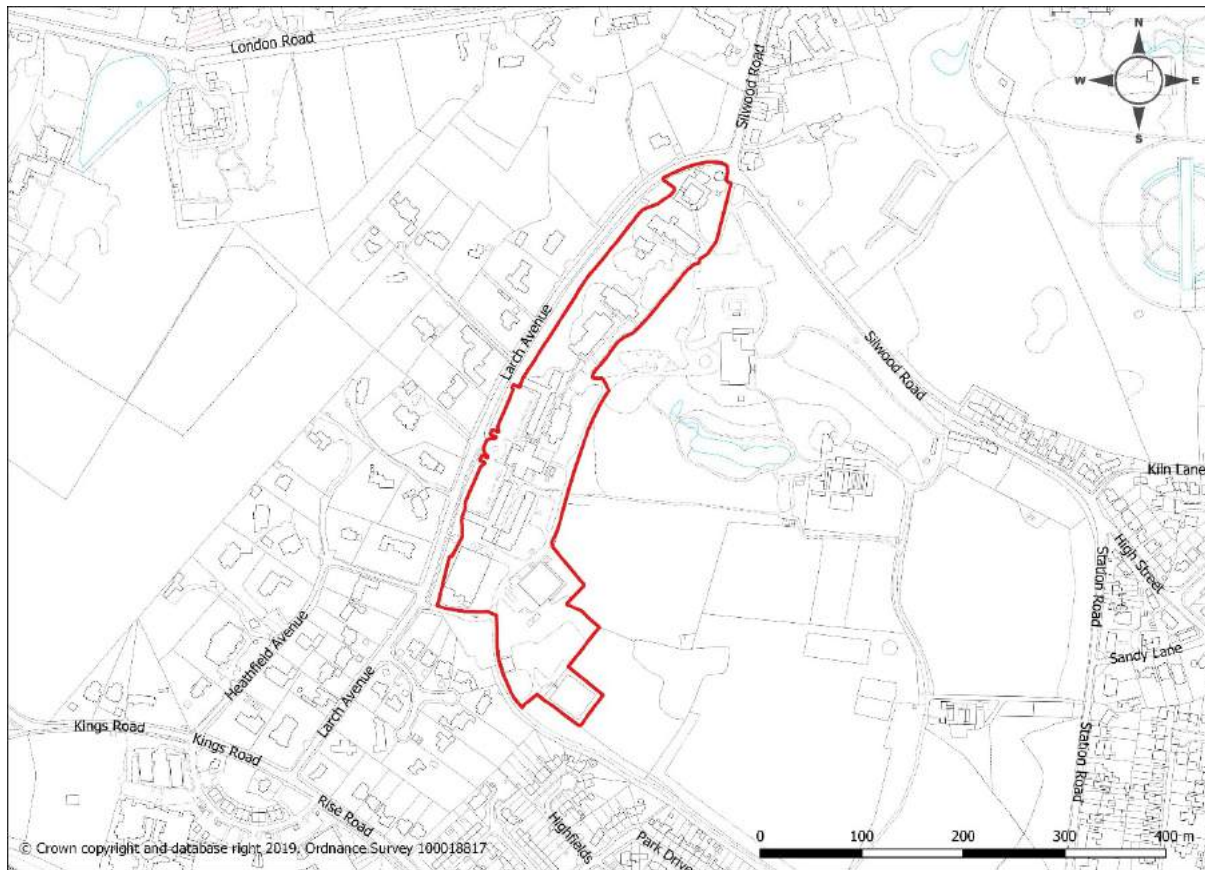 London Road
Silwood Road
N
W E
S
Larch Avenue
Silwood Road
Kiln Lane
High Street
Station Road
Sandy Lane
Heathfield Avenue
Larch Avenue
Kings Road
Kings Road
Rise Road
Station Road
Highfields
Park Drive
0 100 200 300 400 m
© Crown copyright and database right 2019. Ordnance Survey 100018817